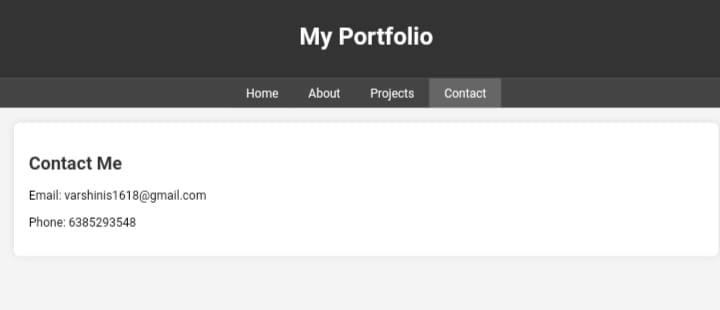 My Portfolio
Home About Projects Contact
Contact Me
Email: varshinis1618@gmail.com
Phone: 6385293548